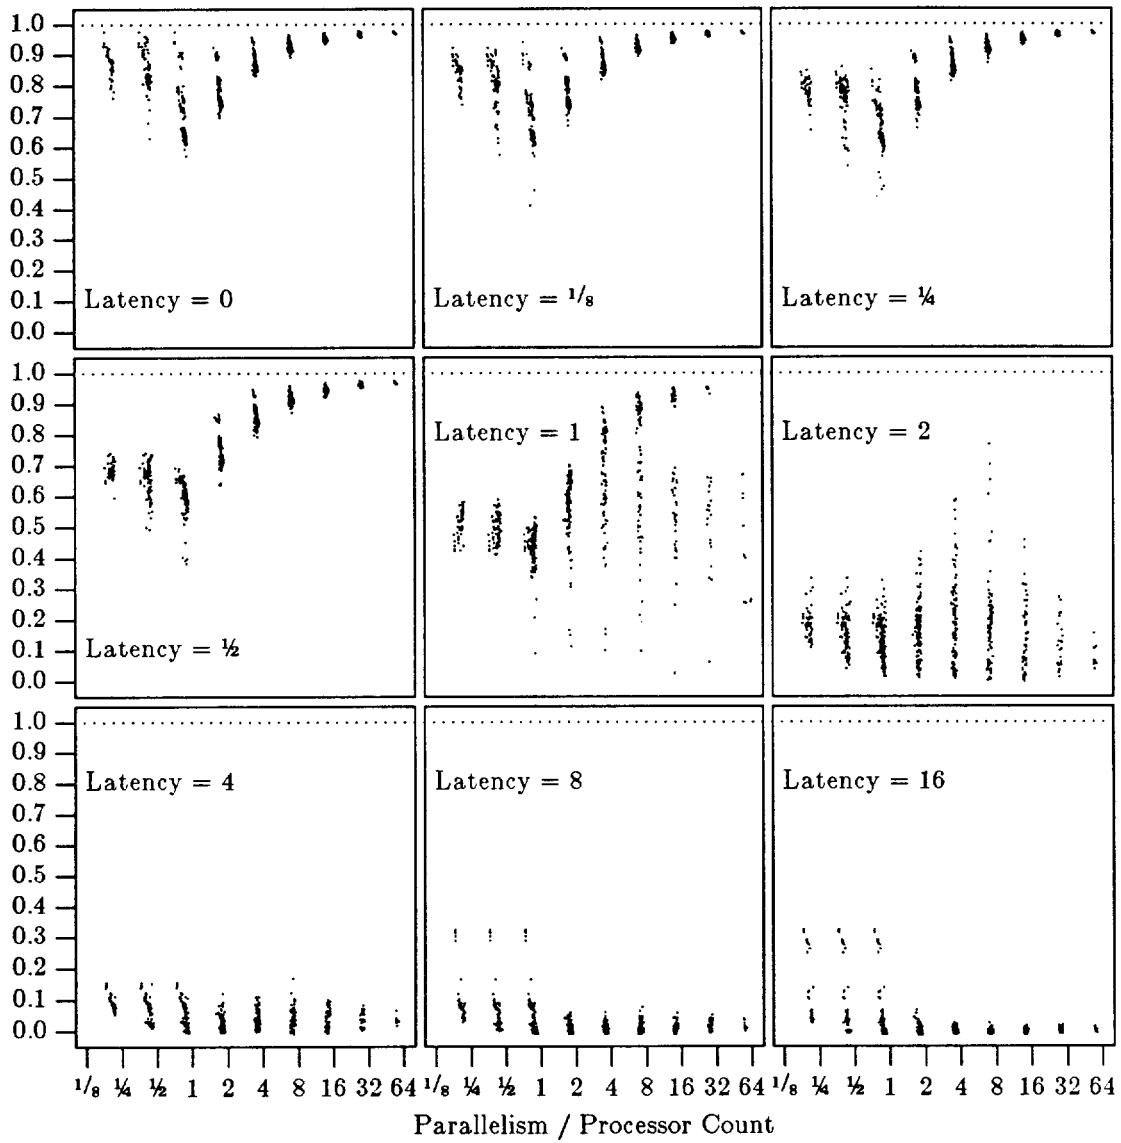 1.0
0.9
0.8
0.7
0.6
0.5
0.4
0.3
0.2
0.1
0.0
Latency = 0
Latency = 1/8
Latency = ¼
1.0
0.9
0.8
0.7
0.6
0.5
0.4
0.3
0.2
0.1
0.0
Latency = ½
Latency = 1
Latency = 2
1.0
0.9
0.8
0.7
0.6
0.5
0.4
0.3
0.2
0.1
0.0
Latency = 4
Latency = 8
Latency = 16
1/8 ¼ ½ 1 2 4 8 16 32 64
1/8 ¼ ½ 1 2 4 8 16 32 64
1/8 ¼ ½ 1 2 4 8 16 32 64
Parallelism / Processor Count